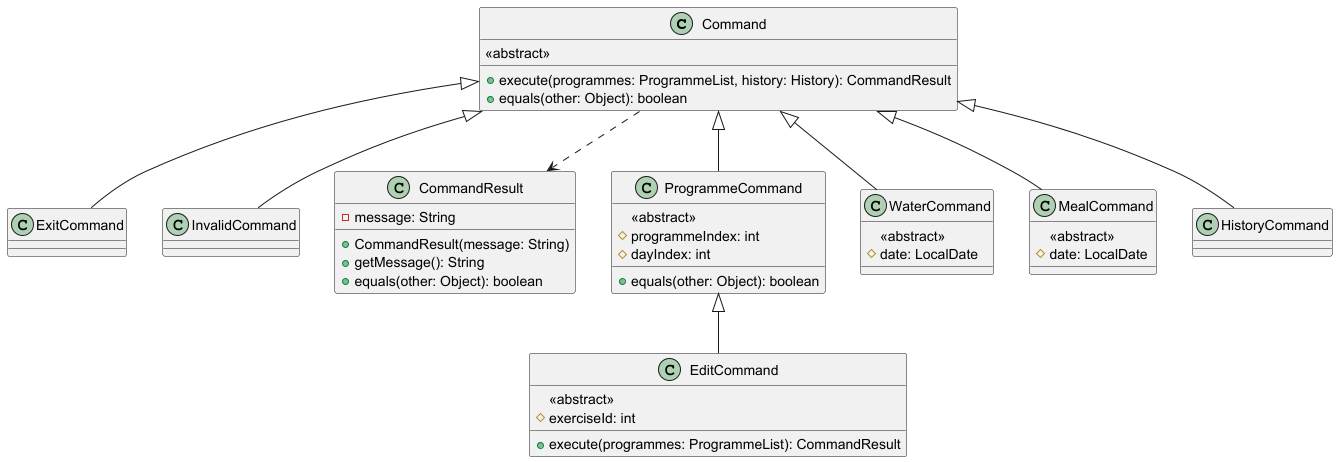 C Command
«abstract»
execute(programmes: ProgrammeList, history: History): CommandResult
equals(other: Object): boolean
C ExitCommand
C InvalidCommand
C CommandResult
message: String
CommandResult(message: String)
getMessage(): String
equals(other: Object): boolean
C ProgrammeCommand
«abstract»
programmeIndex: int
dayIndex: int
equals(other: Object): boolean
C WaterCommand
«abstract»
date: LocalDate
C MealCommand
«abstract»
date: LocalDate
C HistoryCommand
C EditCommand
«abstract»
exerciseId: int
execute(programmes: ProgrammeList): CommandResult